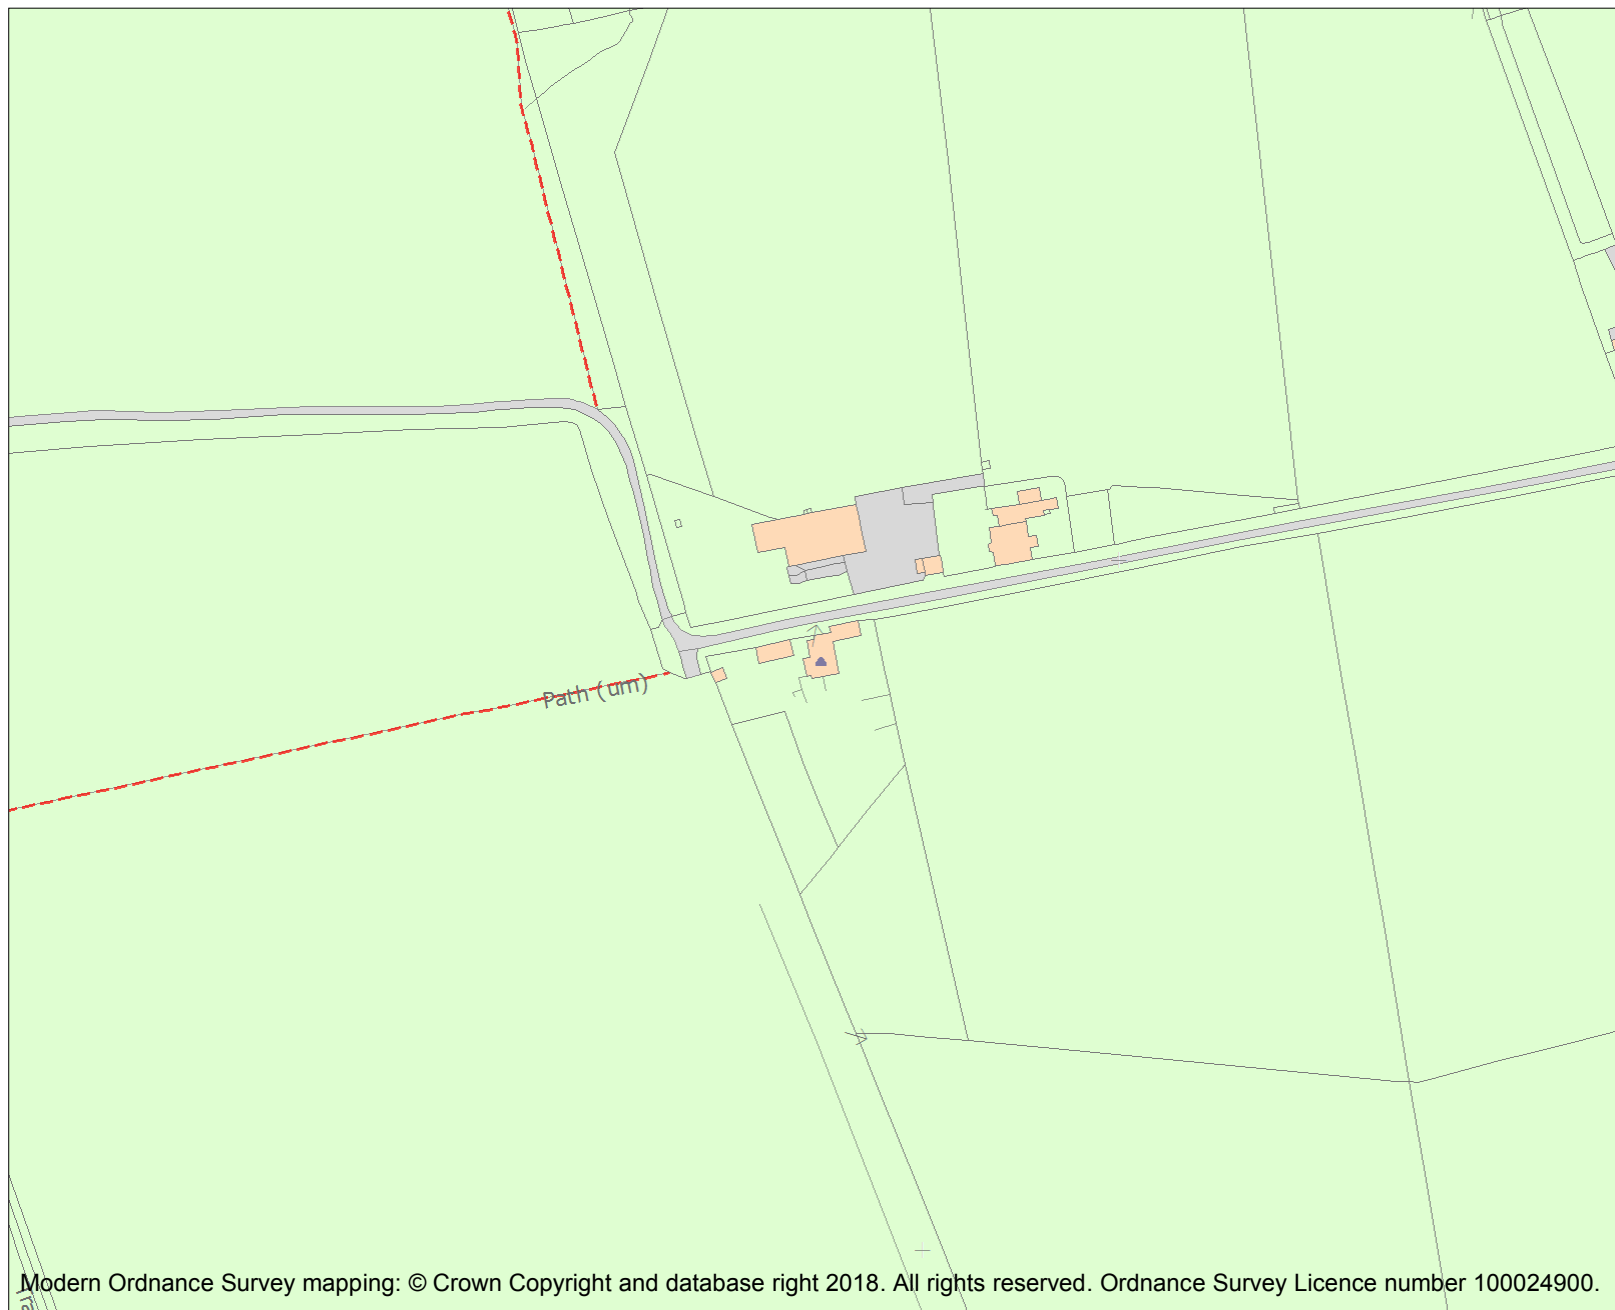 Path (um)
Modern Ordnance Survey mapping: © Crown Copyright and database right 2018. All rights reserved. Ordnance Survey Licence number 100024900.